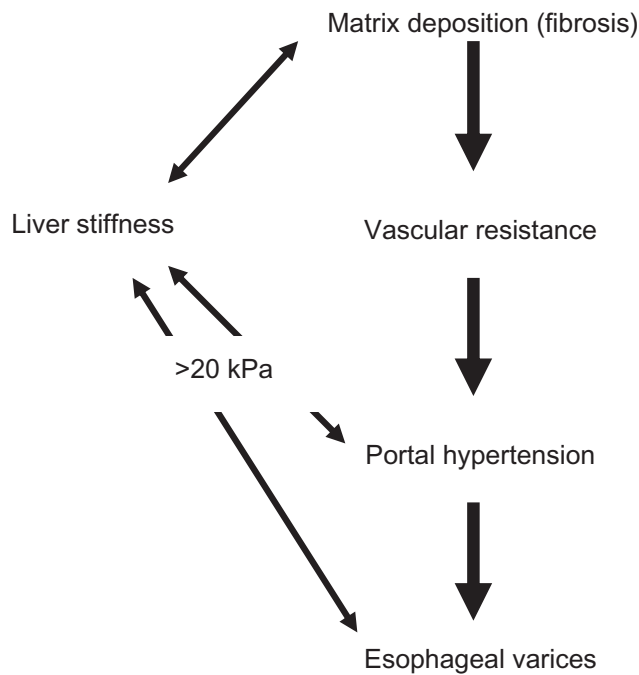 Matrix deposition (fibrosis)
Liver stiffness
Vascular resistance
>20 kPa
Portal hypertension
Esophageal varices